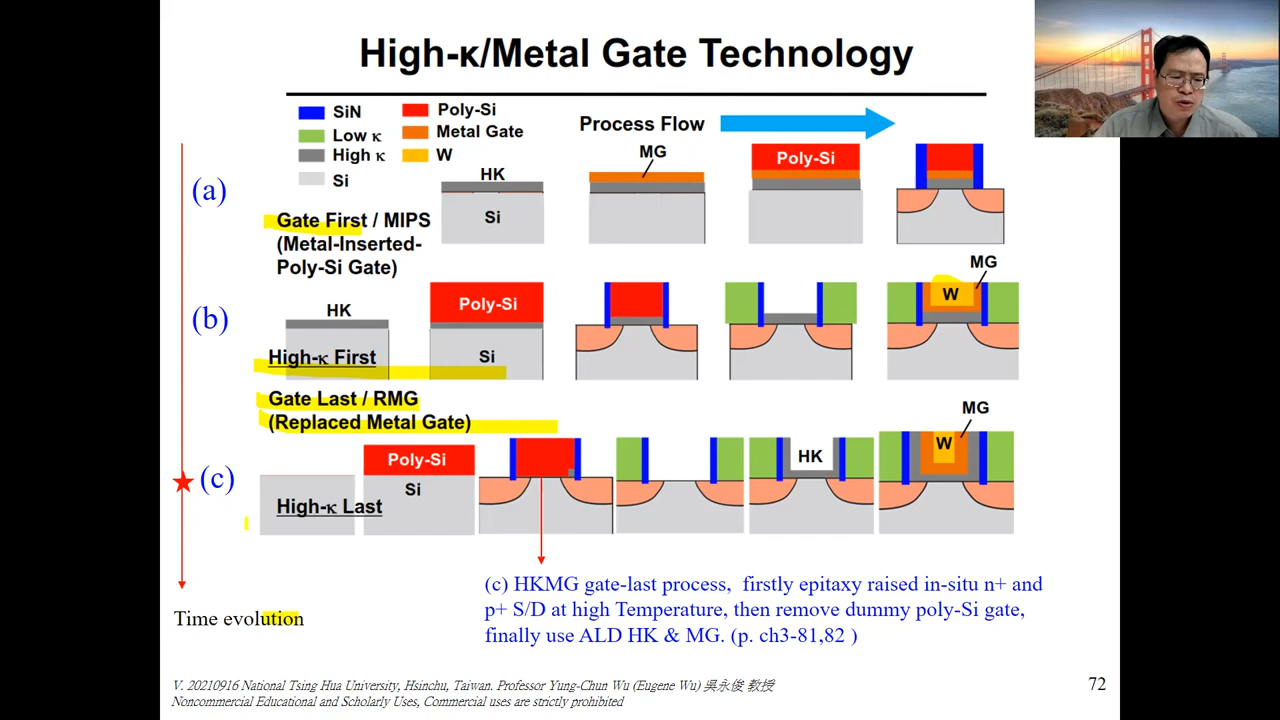 High-κ/Metal Gate Technology
SiN
Poly-Si
Low κ
Metal Gate
High κ
W
Si
Process Flow
(a)
Gate First / MIPS
(Metal-Inserted-
Poly-Si Gate)
HK
Si
MG
Poly-Si
(b)
HK
High-κ First
Poly-Si
Si
W
MG
Gate Last / RMG
(Replaced Metal Gate)
(c)
High-κ Last
Poly-Si
Si
HK
W
MG
(c) HKMG gate-last process, firstly epitaxy raised in-situ n+ and
p+ S/D at high Temperature, then remove dummy poly-Si gate,
finally use ALD HK & MG. (p. ch3-81,82 )
Time evolution
V. 20210916 National Tsing Hua University, Hsinchu, Taiwan. Professor Yung-Chun Wu (Eugene Wu) 吳永俊 教授
Noncommercial Educational and Scholarly Uses, Commercial uses are strictly prohibited
72